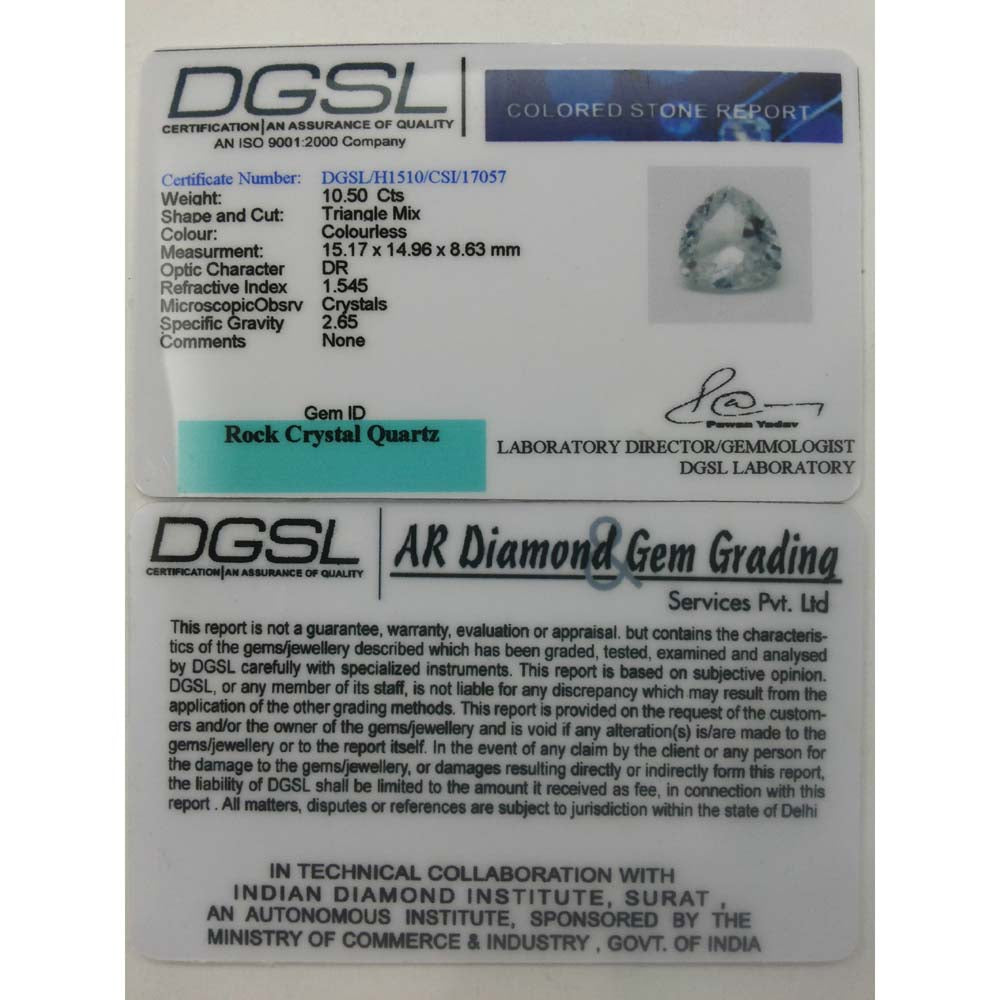 DGSL
CERTIFICATION|AN ASSURANCE OF QUALITY
AN ISO 9001:2000 Company
COLORED STONE REPORT
Certificate Number: DGSL/H1510/CSI/17057
Weight: 10.50 Cts
Shape and Cut: Triangle Mix
Colour: Colourless
Measurment: 15.17 x 14.96 x 8.63 mm
Optic Character DR
Refractive Index 1.545
MicroscopicObsrv Crystals
Specific Gravity 2.65
Comments None
Gem ID
Rock Crystal Quartz
Pawan Yadav
LABORATORY DIRECTOR/GEMMOLOGIST
DGSL LABORATORY
DGSL
CERTIFICATION|AN ASSURANCE OF QUALITY
AR Diamond & Gem Grading
Services Pvt. Ltd
This report is not a guarantee, warranty, evaluation or appraisal. but contains the characteris-
tics of the gems/jewellery described which has been graded, tested, examined and analysed
by DGSL carefully with specialized instruments. This report is based on subjective opinion.
DGSL, or any member of its staff, is not liable for any discrepancy which may result from the
application of the other grading methods. This report is provided on the request of the custom-
ers and/or the owner of the gems/jewellery and is void if any alteration(s) is/are made to the
gems/jewellery or to the report itself. In the event of any claim by the client or any person for
the damage to the gems/jewellery, or damages resulting directly or indirectly form this report,
the liability of DGSL shall be limited to the amount it received as fee, in connection with this
report . All matters, disputes or references are subject to jurisdiction within the state of Delhi
IN TECHNICAL COLLABORATION WITH
INDIAN DIAMOND INSTITUTE, SURAT ,
AN AUTONOMOUS INSTITUTE, SPONSORED BY THE
MINISTRY OF COMMERCE & INDUSTRY , GOVT. OF INDIA